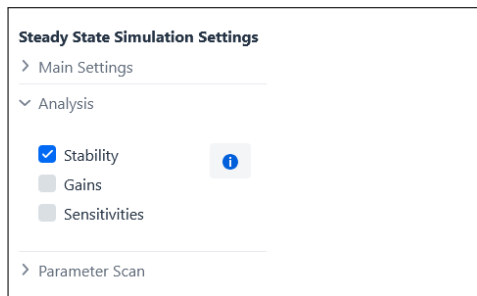 Steady State Simulation Settings
Main Settings
Analysis
Stability
Gains
Sensitivities
Parameter Scan